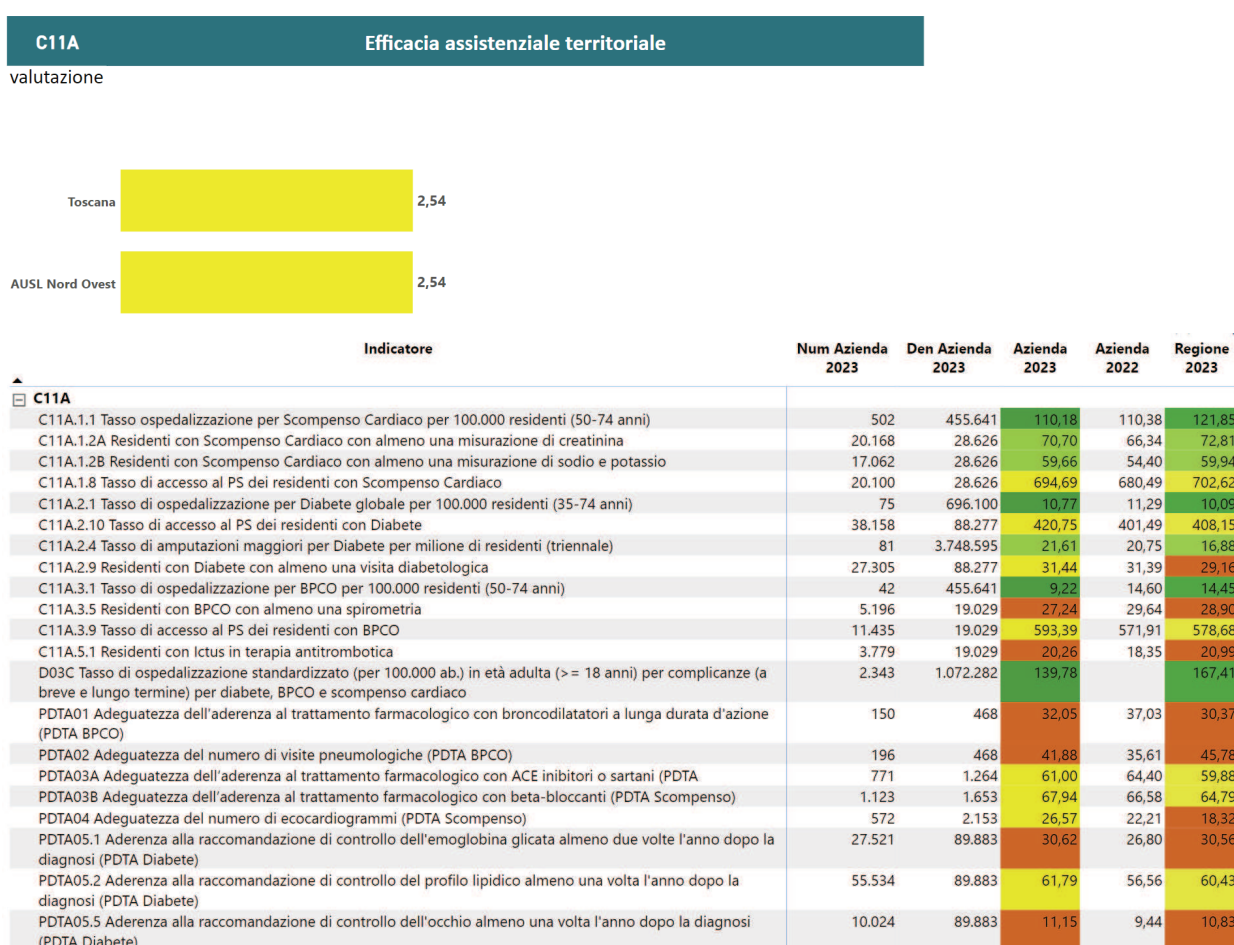 C11A Efficacia assistenziale territoriale
valutazione
Toscana 2,54
AUSL Nord Ovest 2,54
Indicatore Num Azienda 2023 Den Azienda 2023 Azienda 2023 Azienda 2022 Regione 2023
C11A
C11A.1.1 Tasso ospedalizzazione per Scompenso Cardiaco per 100.000 residenti (50-74 anni) 502 455.641 110,18 110,38 121,85
C11A.1.2A Residenti con Scompenso Cardiaco con almeno una misurazione di creatinina 20.168 28.626 70,70 66,34 72,81
C11A.1.2B Residenti con Scompenso Cardiaco con almeno una misurazione di sodio e potassio 17.062 28.626 59,66 54,40 59,94
C11A.1.8 Tasso di accesso al PS dei residenti con Scompenso Cardiaco 20.100 28.626 694,69 680,49 702,62
C11A.2.1 Tasso di ospedalizzazione per Diabete globale per 100.000 residenti (35-74 anni) 75 696.100 10,77 11,29 10,09
C11A.2.10 Tasso di accesso al PS dei residenti con Diabete 38.158 88.277 420,75 401,49 408,15
C11A.2.4 Tasso di amputazioni maggiori per Diabete per milione di residenti (triennale) 81 3.748.595 21,61 20,75 16,88
C11A.2.9 Residenti con Diabete con almeno una visita diabetologica 27.305 88.277 31,44 31,39 29,16
C11A.3.1 Tasso di ospedalizzazione per BPCO per 100.000 residenti (50-74 anni) 42 455.641 9,22 14,60 14,45
C11A.3.5 Residenti con BPCO con almeno una spirometria 5.196 19.029 27,24 29,64 28,90
C11A.3.9 Tasso di accesso al PS dei residenti con BPCO 11.435 19.029 593,39 571,91 578,68
C11A.5.1 Residenti con Ictus in terapia antitrombotica 3.779 19.029 20,26 18,35 20,99
D03C Tasso di ospedalizzazione standardizzato (per 100.000 ab.) in età adulta (>= 18 anni) per complicanze (a 2.343 1.072.282 139,78 167,41
breve e lungo termine) per diabete, BPCO e scompenso cardiaco
PDTA01 Adeguatezza dell'aderenza al trattamento farmacologico con broncodilatatori a lunga durata d'azione 150 468 32,05 37,03 30,37
(PDTA BPCO)
PDTA02 Adeguatezza del numero di visite pneumologiche (PDTA BPCO) 196 468 41,88 35,61 45,78
PDTA03A Adeguatezza dell'aderenza al trattamento farmacologico con ACE inibitori o sartani (PDTA 771 1.264 61,00 64,40 59,88
PDTA03B Adeguatezza dell'aderenza al trattamento farmacologico con beta-bloccanti (PDTA Scompenso) 1.123 1.653 67,94 66,58 64,79
PDTA04 Adeguatezza del numero di ecocardiogrammi (PDTA Scompenso) 572 2.153 26,57 22,21 18,32
PDTA05.1 Aderenza alla raccomandazione di controllo dell'emoglobina glicata almeno due volte l'anno dopo la 27.521 89.883 30,62 26,80 30,56
diagnosi (PDTA Diabete)
PDTA05.2 Aderenza alla raccomandazione di controllo del profilo lipidico almeno una volta l'anno dopo la 55.534 89.883 61,79 56,56 60,43
diagnosi (PDTA Diabete)
PDTA05.5 Aderenza alla raccomandazione di controllo dell'occhio almeno una volta l'anno dopo la diagnosi 10.024 89.883 11,15 9,44 10,83
(PDTA Diabete)